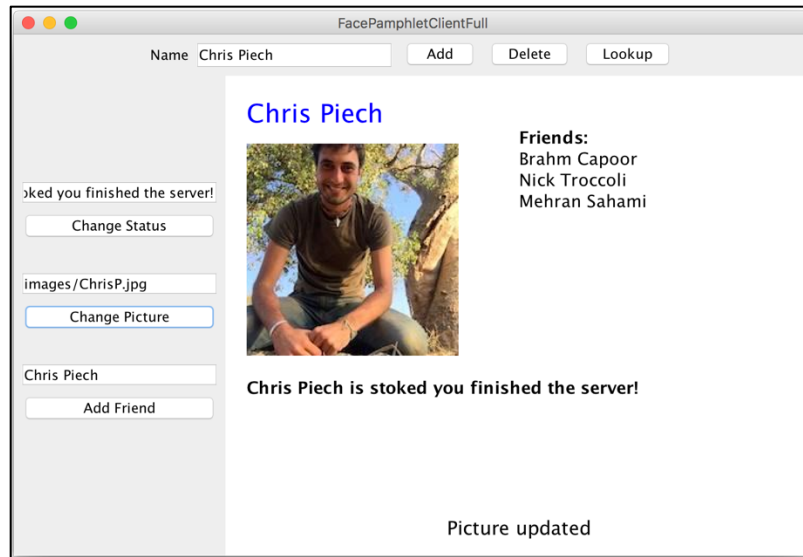 FacePamphletClientFull
Name Chris Piech Add Delete Lookup
Chris Piech
Friends:
Brahm Capoor
Nick Troccoli
Mehran Sahami
oked you finished the server!
Change Status
images/ChrisP.jpg
Change Picture
Chris Piech
Add Friend
Chris Piech is stoked you finished the server!
Picture updated